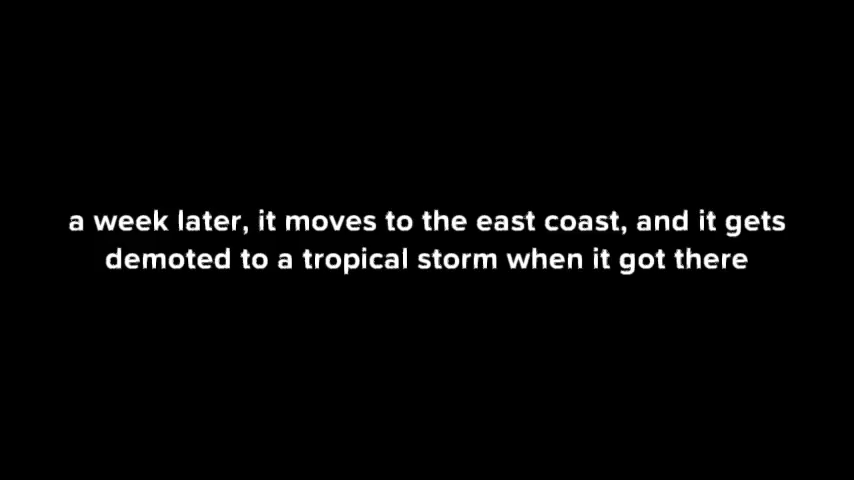 a week later, it moves to the east coast, and it gets
demoted to a tropical storm when it got there